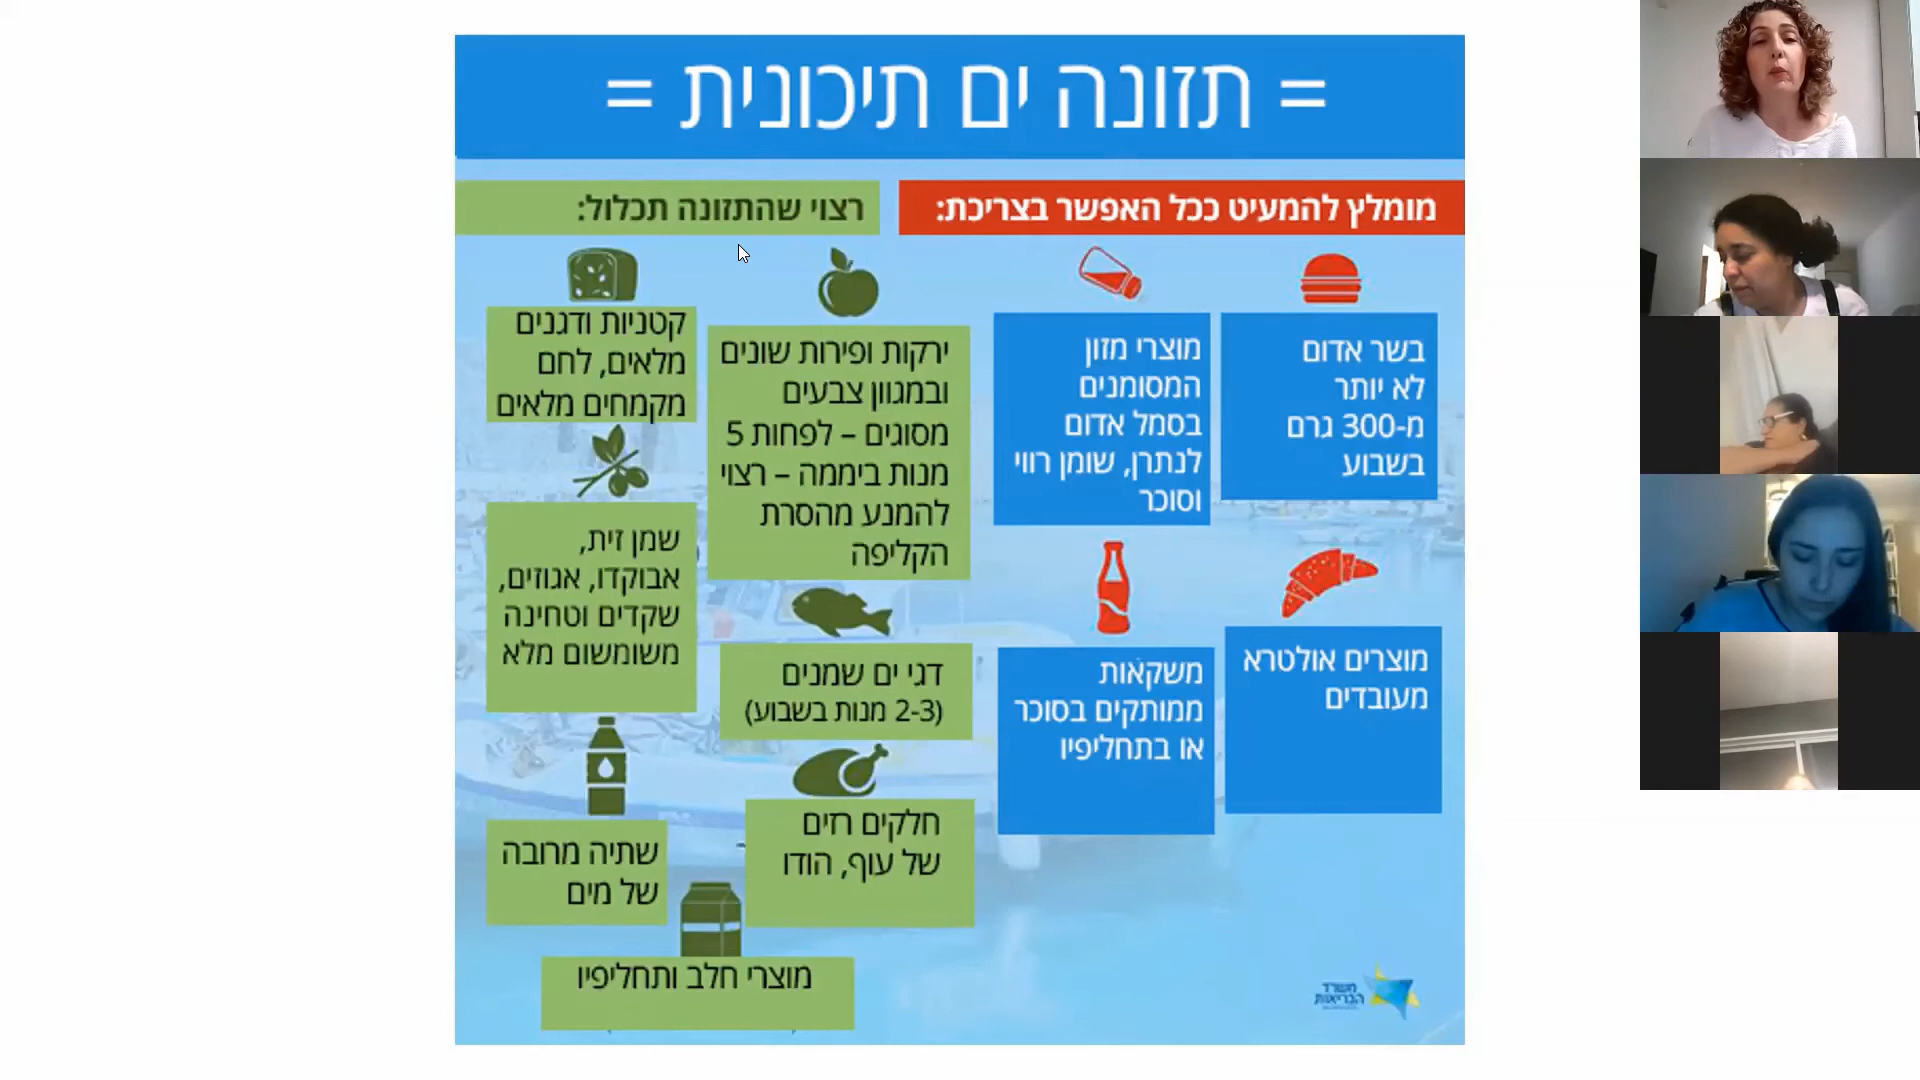 = תזונה ים תיכונית =
מומלץ להמעיט ככל האפשר בצריכת:
בשר אדום
לא יותר
מ-300 גרם
בשבוע
מוצרי מזון
המסומנים
בסמל אדום
לנתרן, שומן רווי
וסוכר
מוצרים אולטרא
מעובדים
משקאות
ממותקים בסוכר
או בתחליפיו
רצוי שהתזונה תכלול:
ירקות ופירות שונים
ובמגוון צבעים
מסוגים – לפחות 5
מנות ביממה – רצוי
להמנע מהסרת
הקליפה
קטניות ודגנים
מלאים, לחם
מקמחים מלאים
דגי ים שמנים
(2-3 מנות בשבוע)
שמן זית,
אבוקדו, אגוזים,
שקדים וטחינה
משומשום מלא
חלקים רזים
של עוף, הודו
שתיה מרובה
של מים
מוצרי חלב ותחליפיו
משרד
הבריאות